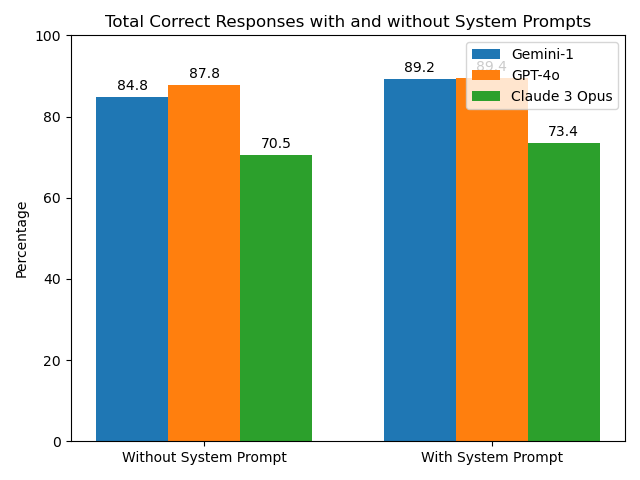 Total Correct Responses with and without System Prompts
Percentage
100
80
60
40
20
0
84.8
87.8
70.5
89.2
89.4
73.4
Gemini-1
GPT-4o
Claude 3 Opus
Without System Prompt
With System Prompt